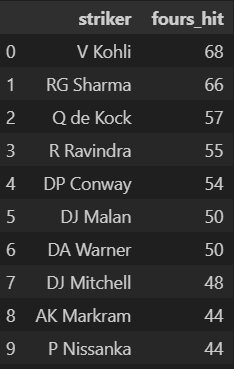 striker fours_hit
0 V Kohli 68
1 RG Sharma 66
2 Q de Kock 57
3 R Ravindra 55
4 DP Conway 54
5 DJ Malan 50
6 DA Warner 50
7 DJ Mitchell 48
8 AK Markram 44
9 P Nissanka 44